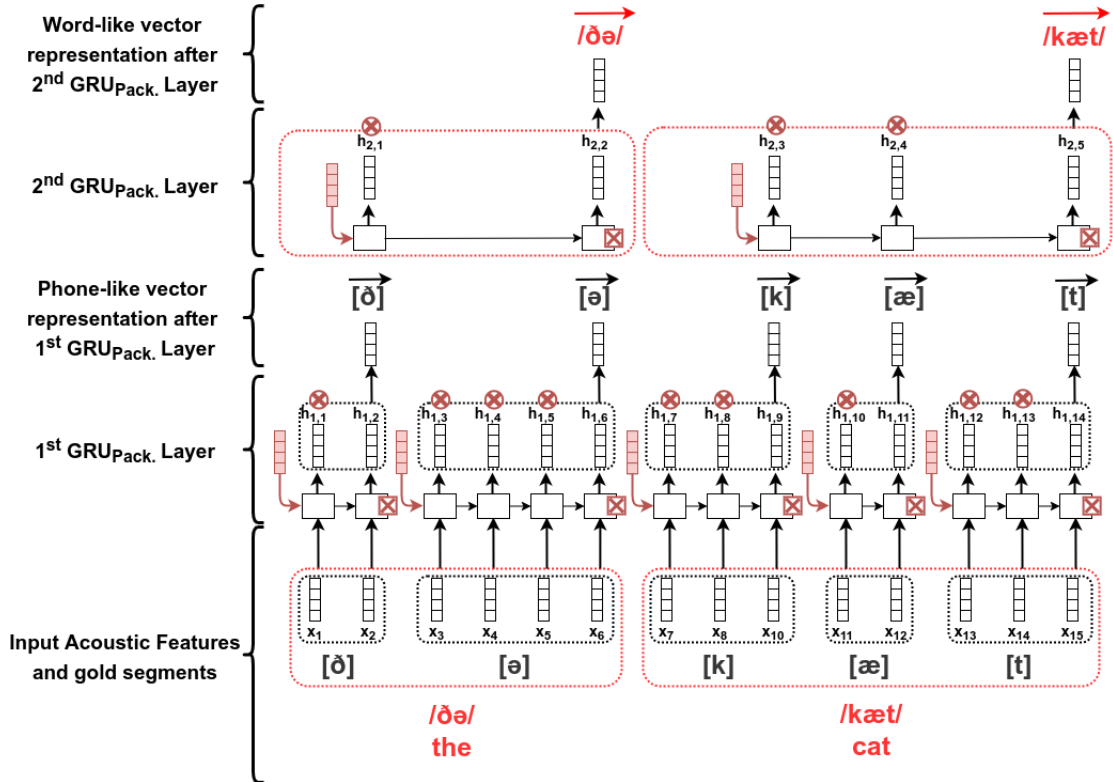 Word-like vector
representation after
2nd GRUPack. Layer
/ðə/ /kæt/
2nd GRUPack. Layer
h2,1 h2,2 h2,3 h2,4 h2,5
Phone-like vector
representation after
1st GRUPack. Layer
[ð] [ə] [k] [æ] [t]
1st GRUPack. Layer
h1,1 h1,2 h1,3 h1,4 h1,5 h1,6 h1,7 h1,8 h1,9 h1,10 h1,11 h1,12 h1,13 h1,14
Input Acoustic Features
and gold segments
x1 x2 x3 x4 x5 x6 x7 x8 x10 x11 x12 x13 x14 x15
[ð] [ə] [k] [æ] [t]
/ðə/ /kæt/
the cat